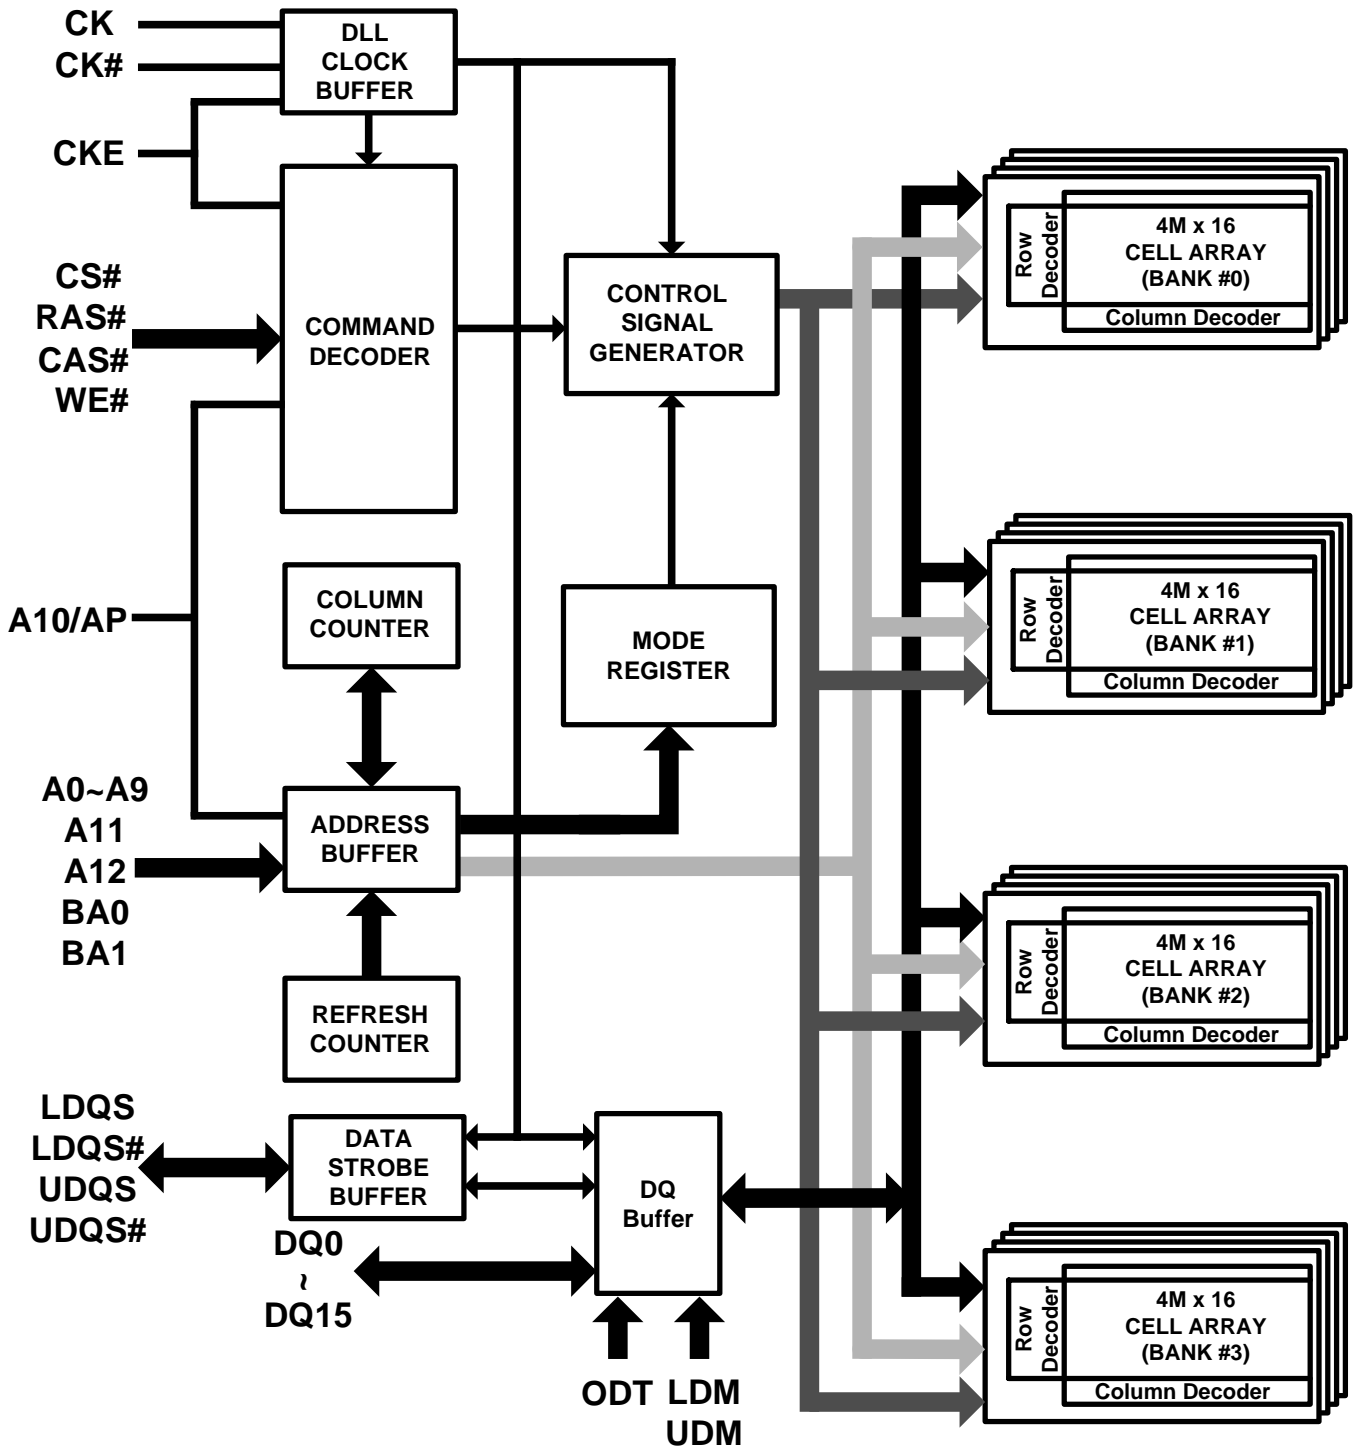 CK
CK#
CKE
CS#
RAS#
CAS#
WE#
A10/AP
A0~A9
A11
A12
BA0
BA1
LDQS
LDQS#
UDQS
UDQS#
DQ0
~
DQ15
DLL
CLOCK
BUFFER
COMMAND
DECODER
COLUMN
COUNTER
ADDRESS
BUFFER
REFRESH
COUNTER
DATA
STROBE
BUFFER
CONTROL
SIGNAL
GENERATOR
MODE
REGISTER
DQ
Buffer
ODT
LDM
UDM
Row
Decoder
4M x 16
CELL ARRAY
(BANK #0)
Column Decoder
Row
Decoder
4M x 16
CELL ARRAY
(BANK #1)
Column Decoder
Row
Decoder
4M x 16
CELL ARRAY
(BANK #2)
Column Decoder
Row
Decoder
4M x 16
CELL ARRAY
(BANK #3)
Column Decoder